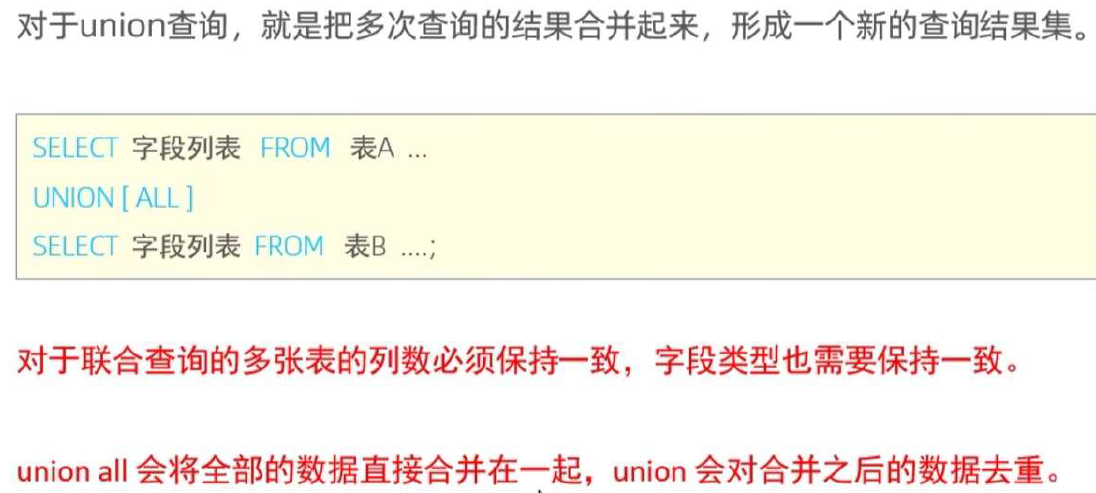 对于union查询，就是把多次查询的结果合并起来，形成一个新的查询结果集。
SELECT 字段列表 FROM 表A ...
UNION [ ALL ]
SELECT 字段列表 FROM 表B ....;
对于联合查询的多张表的列数必须保持一致，字段类型也需要保持一致。
union all 会将全部的数据直接合并在一起，union 会对合并之后的数据去重。